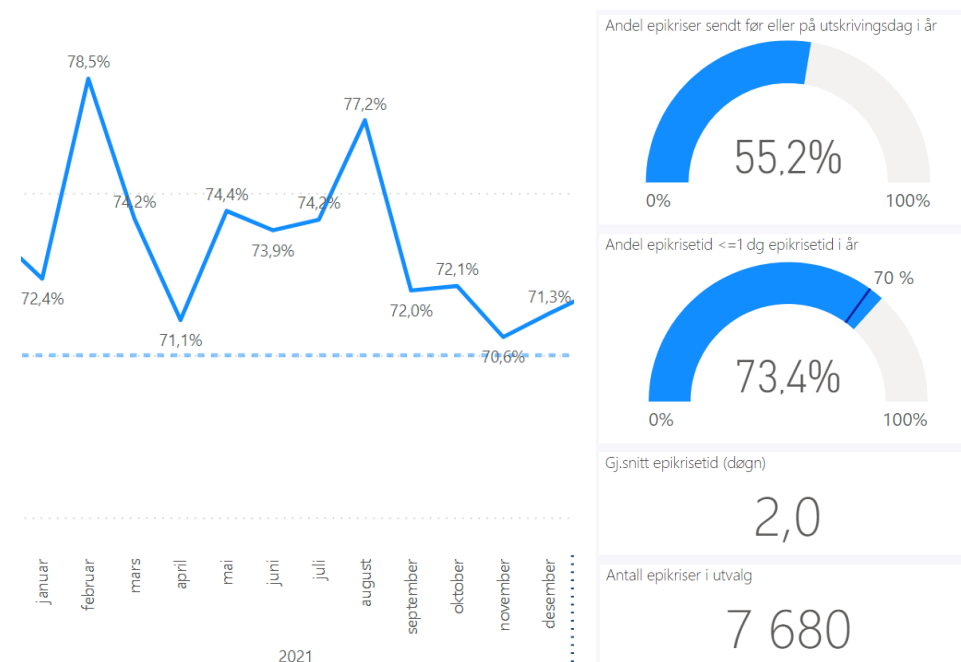 78,5%
77,2%
74,2%
74,4%
74,2%
73,9%
72,4%
72,1%
72,0%
71,3%
71,1%
70,6%
januar
februar
mars
april
mai
juni
juli
august
september
oktober
november
desember
2021
Andel epikriser sendt før eller på utskrivingsdag i år
55,2%
0%
100%
Andel epikrisetid <=1 dg epikrisetid i år
70 %
73,4%
0%
100%
Gj.snitt epikrisetid (døgn)
2,0
Antall epikriser i utvalg
7 680